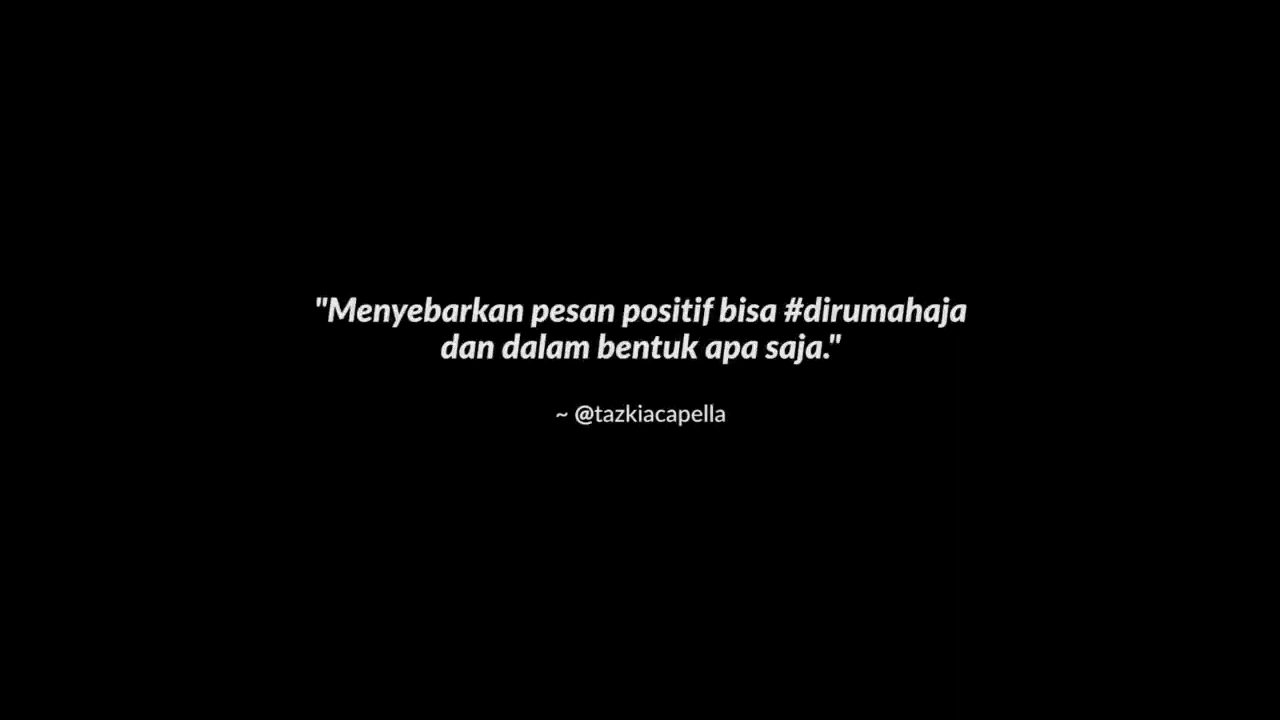 "Menyebarkan pesan positif bisa #dirumahaja
dan dalam bentuk apa saja."
~ @tazkiacapella